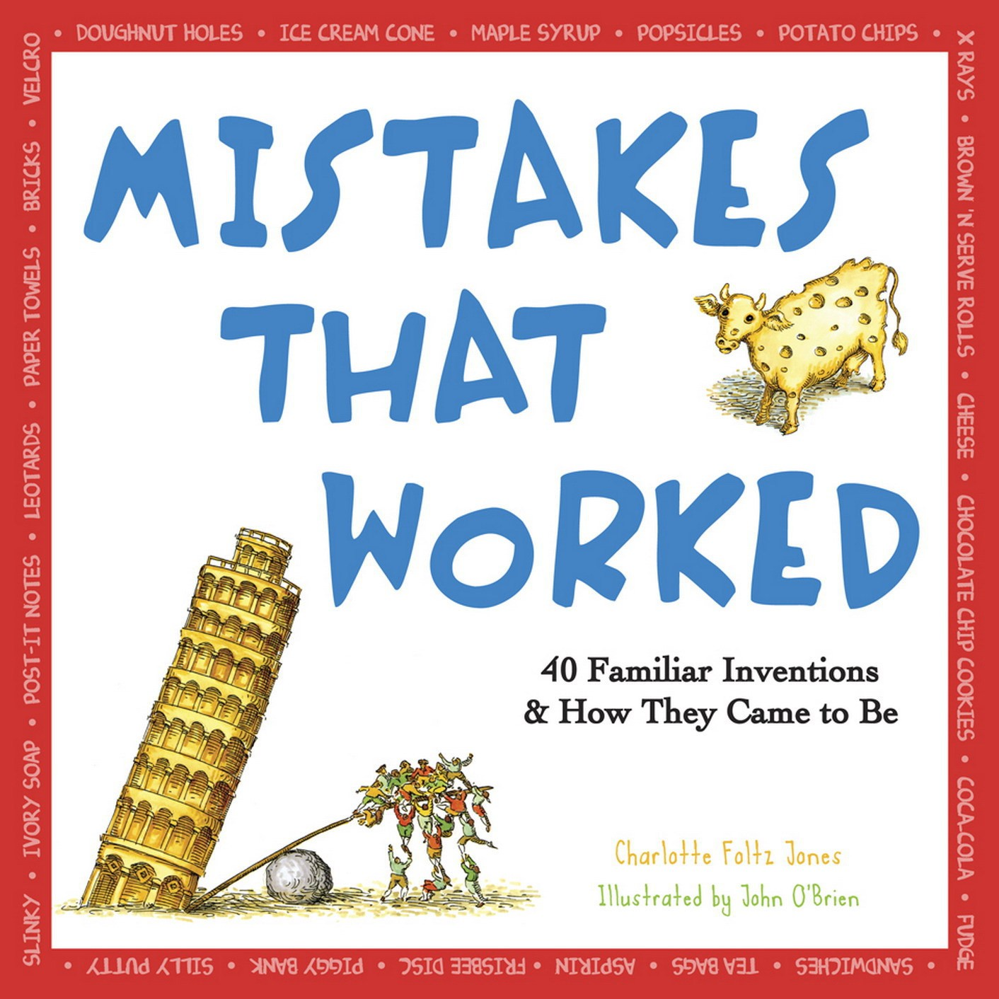 • DOUGHNUT HOLES • ICE CREAM CONE • MAPLE SYRUP • POPSICLES • POTATO CHIPS •
X RAYS • BROWN 'N SERVE ROLLS • CHEESE • CHOCOLATE CHIP COOKIES • COCA-COLA • FUDGE
• SANDWICHES • TEA BAGS • ASPIRIN • FRISBEE DISC • PIGGY BANK • SILLY PUTTY •
SLINKY • IVORY SOAP • POST-IT NOTES • LEOTARDS • PAPER TOWELS • BRICKS • VELCRO
MISTAKES
THAT
WORKED
40 Familiar Inventions
& How They Came to Be
Charlotte Foltz Jones
Illustrated by John O'Brien